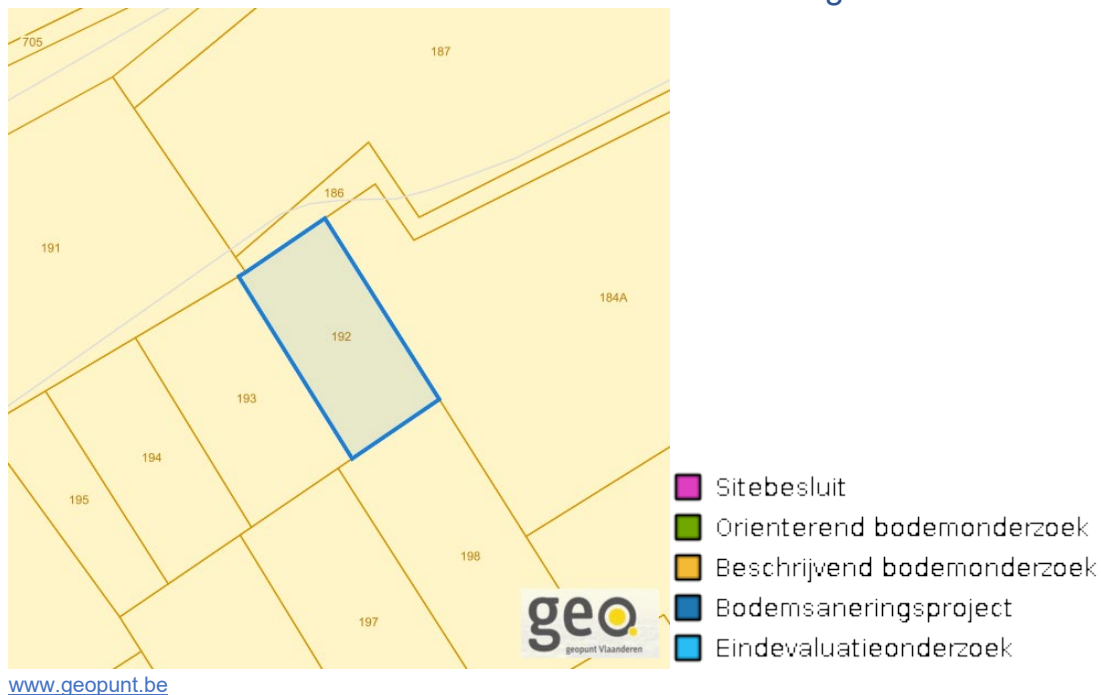 705
187
186
191
184A
192
193
194
195
198
197
geo.
geopunt Vlaanderen
Sitebesluit
Orienterend bodemonderzoek
Beschrijvend bodemonderzoek
Bodemsaneringsproject
Eindevaluatieonderzoek
www.geopunt.be